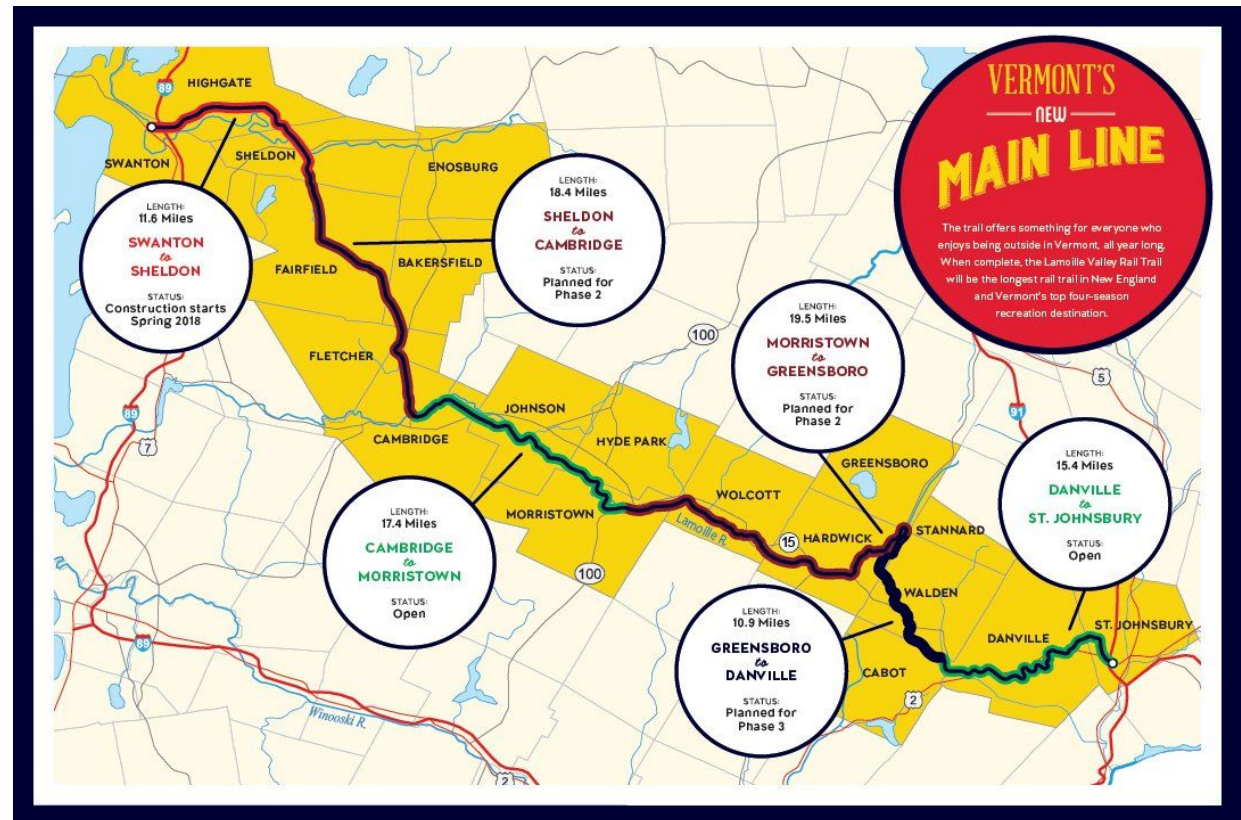 VERMONT'S
NEW
MAIN LINE
The trail offers something for everyone who
enjoys being outside in Vermont, all year long.
When complete, the Lamoille Valley Rail Trail
will be the longest rail trail in New England
and Vermont's top four-season
recreation destination.
89
HIGHGATE
SWANTON
SHELDON
ENOSBURG
LENGTH:
11.6 Miles
SWANTON
to
SHELDON
STATUS:
Construction starts
Spring 2018
LENGTH:
18.4 Miles
SHELDON
to
CAMBRIDGE
STATUS:
Planned for
Phase 2
FAIRFIELD
BAKERSFIELD
FLETCHER
100
LENGTH:
19.5 Miles
MORRISTOWN
to
GREENSBORO
STATUS:
Planned for
Phase 2
5
91
89
7
CAMBRIDGE
JOHNSON
HYDE PARK
GREENSBORO
LENGTH:
17.4 Miles
CAMBRIDGE
to
MORRISTOWN
STATUS:
Open
MORRISTOWN
WOLCOTT
Lamoille R.
15
HARDWICK
STANNARD
LENGTH:
15.4 Miles
DANVILLE
to
ST. JOHNSBURY
STATUS:
Open
100
WALDEN
LENGTH:
10.9 Miles
GREENSBORO
to
DANVILLE
STATUS:
Planned for
Phase 3
DANVILLE
ST. JOHNSBURY
CABOT
2
89
Winooski R.
2